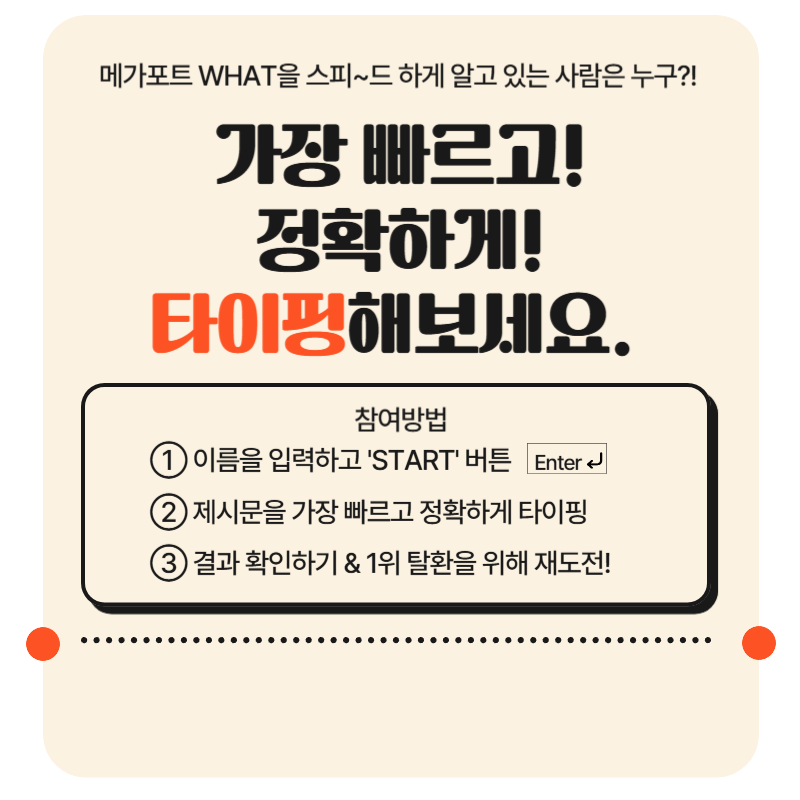 메가포트 WHAT을 스피~드 하게 알고 있는 사람은 누구?!
가장 빠르고!
정확하게!
타이핑해보세요.
참여방법
① 이름을 입력하고 'START' 버튼 Enter ↵
② 제시문을 가장 빠르고 정확하게 타이핑
③ 결과 확인하기 & 1위 탈환을 위해 재도전!